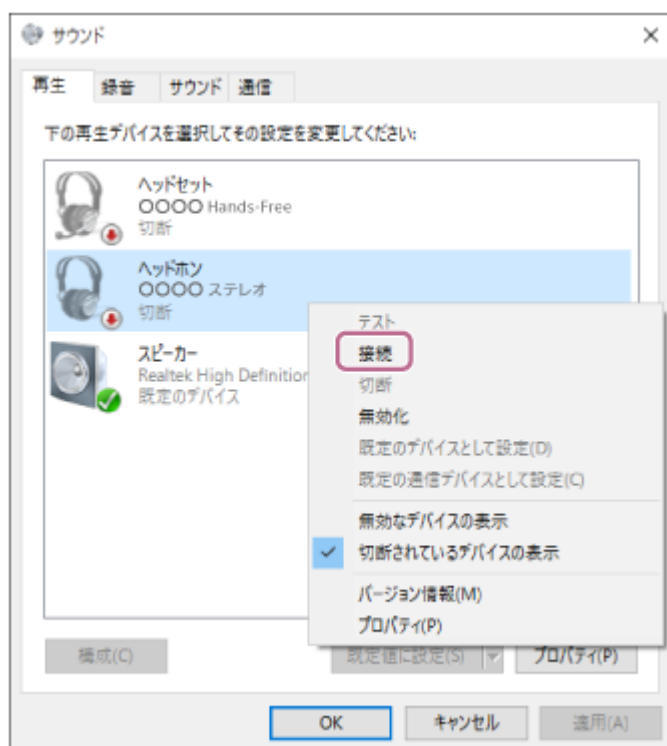 サウンド
再生
録音
サウンド
通信
下の再生デバイスを選択してその設定を変更してください:
ヘッドセット
〇〇〇〇 Hands-Free
切断
ヘッドホン
〇〇〇〇 ステレオ
切断
スピーカー
Realtek High Definition
既定のデバイス
テスト
接続
切断
無効化
既定のデバイスとして設定(D)
既定の通信デバイスとして設定(C)
無効なデバイスの表示
切断されているデバイスの表示
バージョン情報(M)
プロパティ(P)
構成(C)
既定値に設定(S)
プロパティ(P)
OK
キャンセル
適用(A)